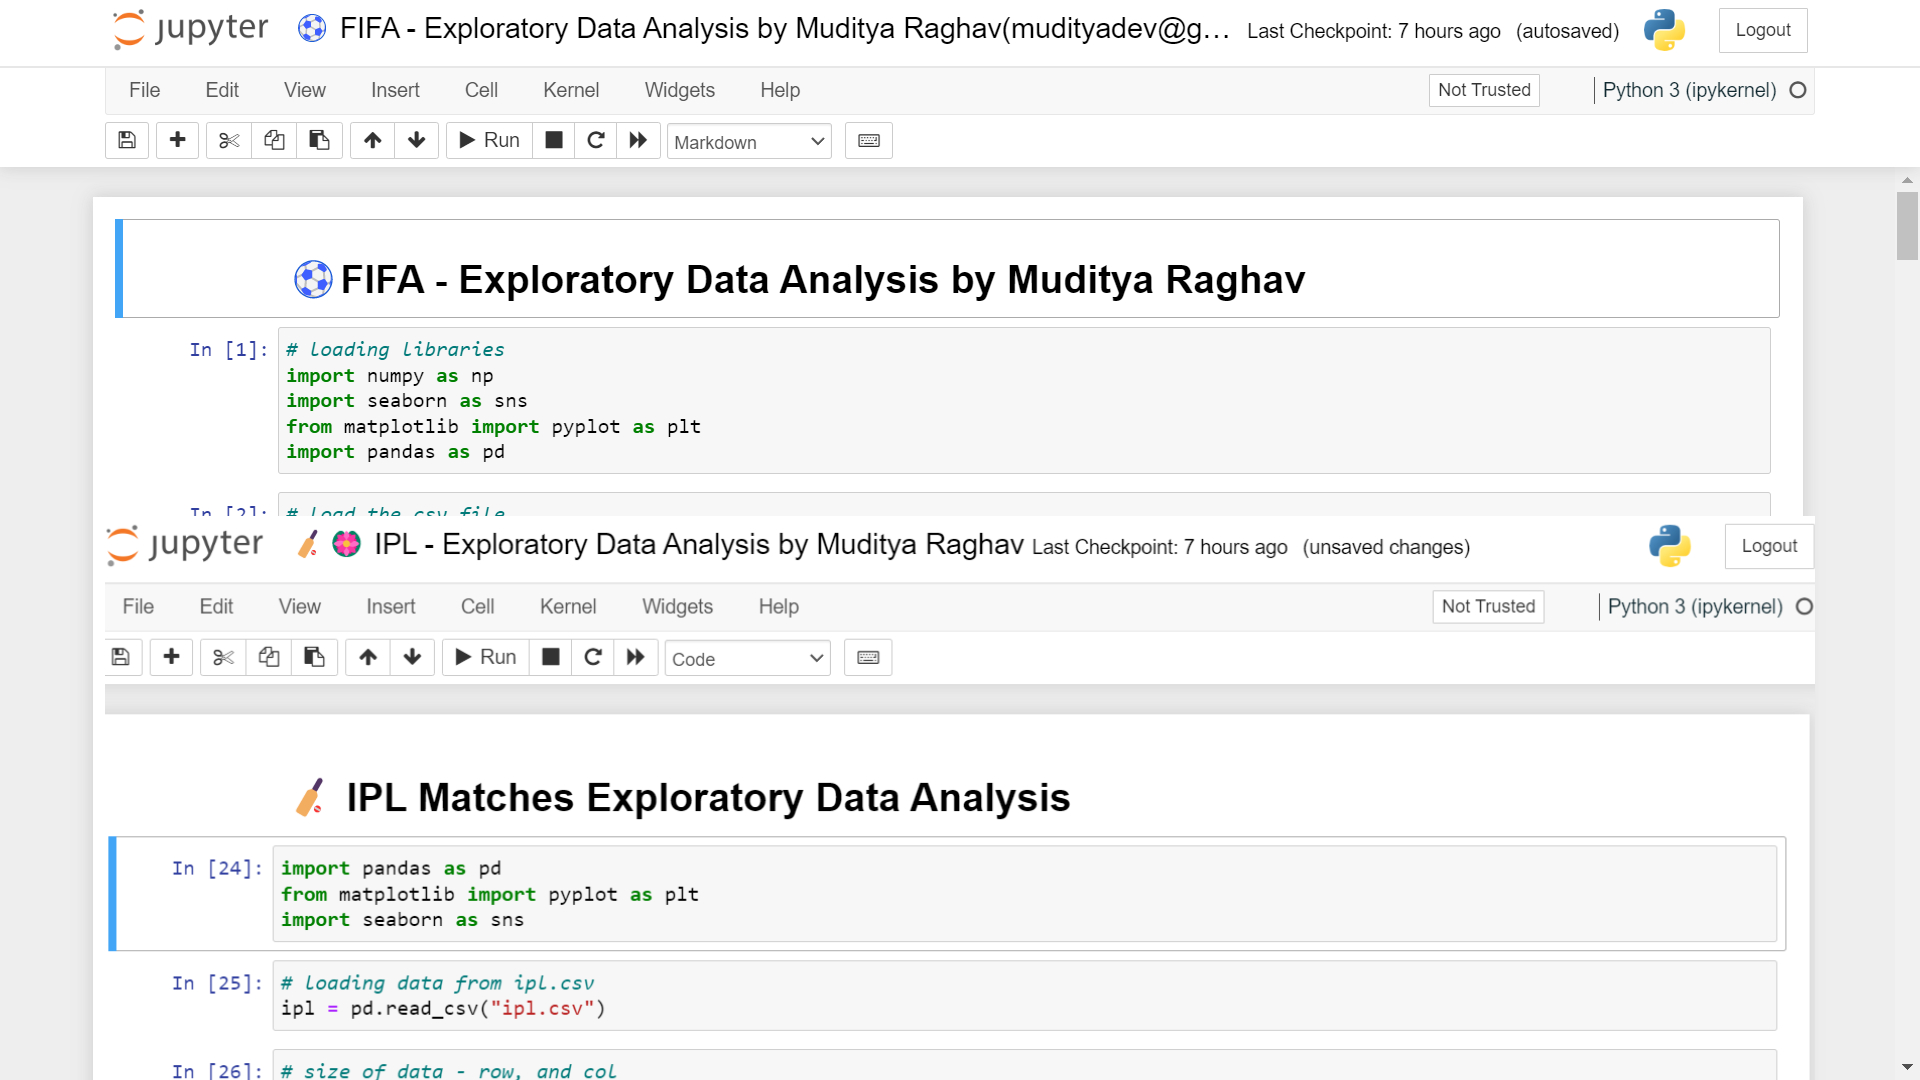 jupyter ⚽ FIFA - Exploratory Data Analysis by Muditya Raghav(mudityadev@g... Last Checkpoint: 7 hours ago (autosaved) Logout
File Edit View Insert Cell Kernel Widgets Help Not Trusted Python 3 (ipykernel)
Run Markdown
⚽ FIFA - Exploratory Data Analysis by Muditya Raghav
In [1]: # loading libraries
import numpy as np
import seaborn as sns
from matplotlib import pyplot as plt
import pandas as pd
In [2]: # load the csv file
jupyter IPL - Exploratory Data Analysis by Muditya Raghav Last Checkpoint: 7 hours ago (unsaved changes) Logout
File Edit View Insert Cell Kernel Widgets Help Not Trusted Python 3 (ipykernel)
Run Code
IPL Matches Exploratory Data Analysis
In [24]: import pandas as pd
from matplotlib import pyplot as plt
import seaborn as sns
In [25]: # loading data from ipl.csv
ipl = pd.read_csv("ipl.csv")
In [26]: # size of data - row, and col